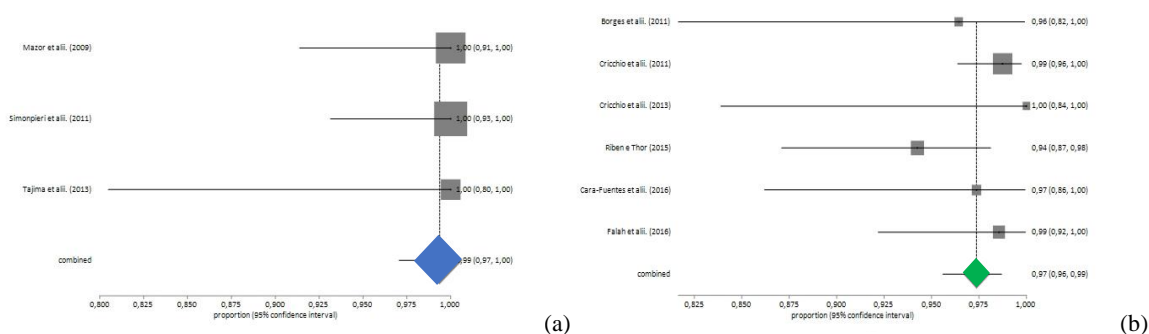 Mazor et alii. (2009) 1,00 (0,91, 1,00)
Simonpieri et alii. (2011) 1,00 (0,93, 1,00)
Tajima et alii. (2013) 1,00 (0,80, 1,00)
combined 0,99 (0,97, 1,00)
0,800 0,825 0,850 0,875 0,900 0,925 0,950 0,975 1,000
proportion (95% confidence interval)
(a)
Borges et alii. (2011) 0,96 (0,82, 1,00)
Cricchio et alii. (2011) 0,99 (0,96, 1,00)
Cricchio et alii. (2013) 1,00 (0,84, 1,00)
Riben e Thor (2015) 0,94 (0,87, 0,98)
Cara-Fuentes et alii. (2016) 0,97 (0,86, 1,00)
Falah et alii. (2016) 0,99 (0,92, 1,00)
combined 0,97 (0,96, 0,99)
0,825 0,850 0,875 0,900 0,925 0,950 0,975 1,000
proportion (95% confidence interval)
(b)